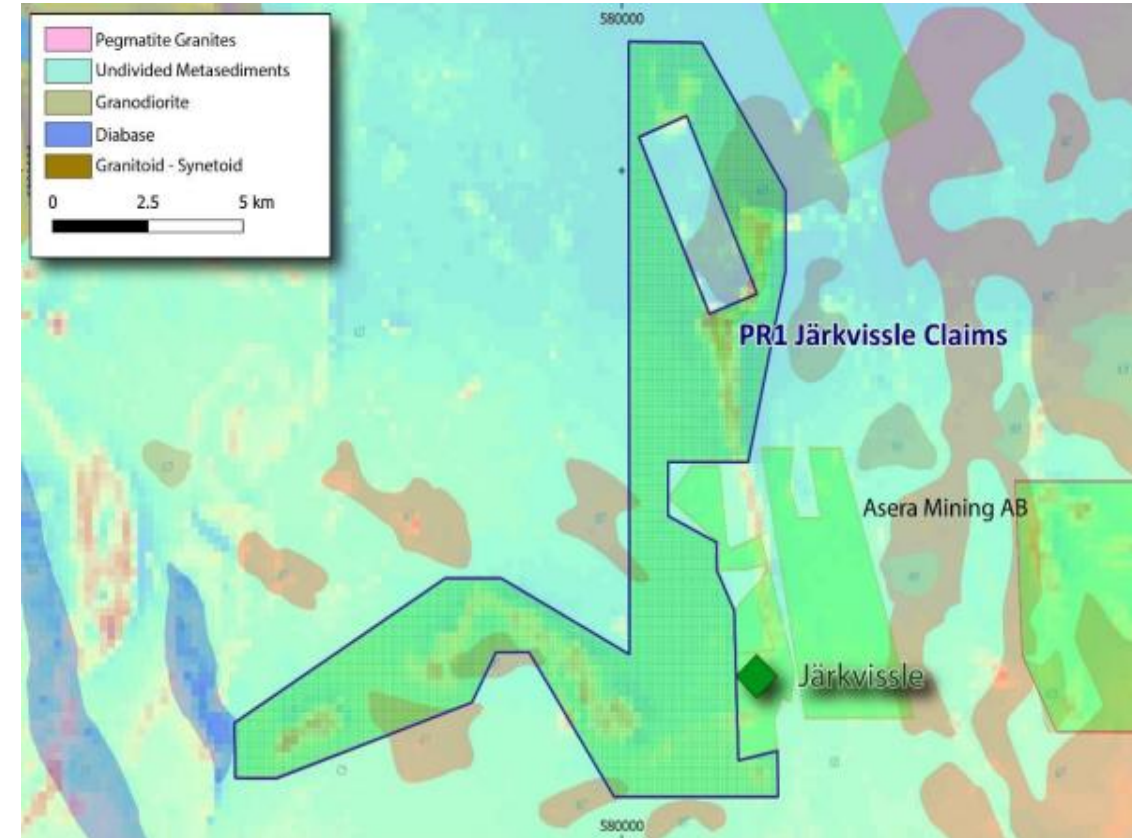 580000
Pegmatite Granites
Undivided Metasediments
Granodiorite
Diabase
Granitoid - Synetoid
0 2.5 5 km
PR1 Järkvissle Claims
Asera Mining AB
Järkvissle
580000